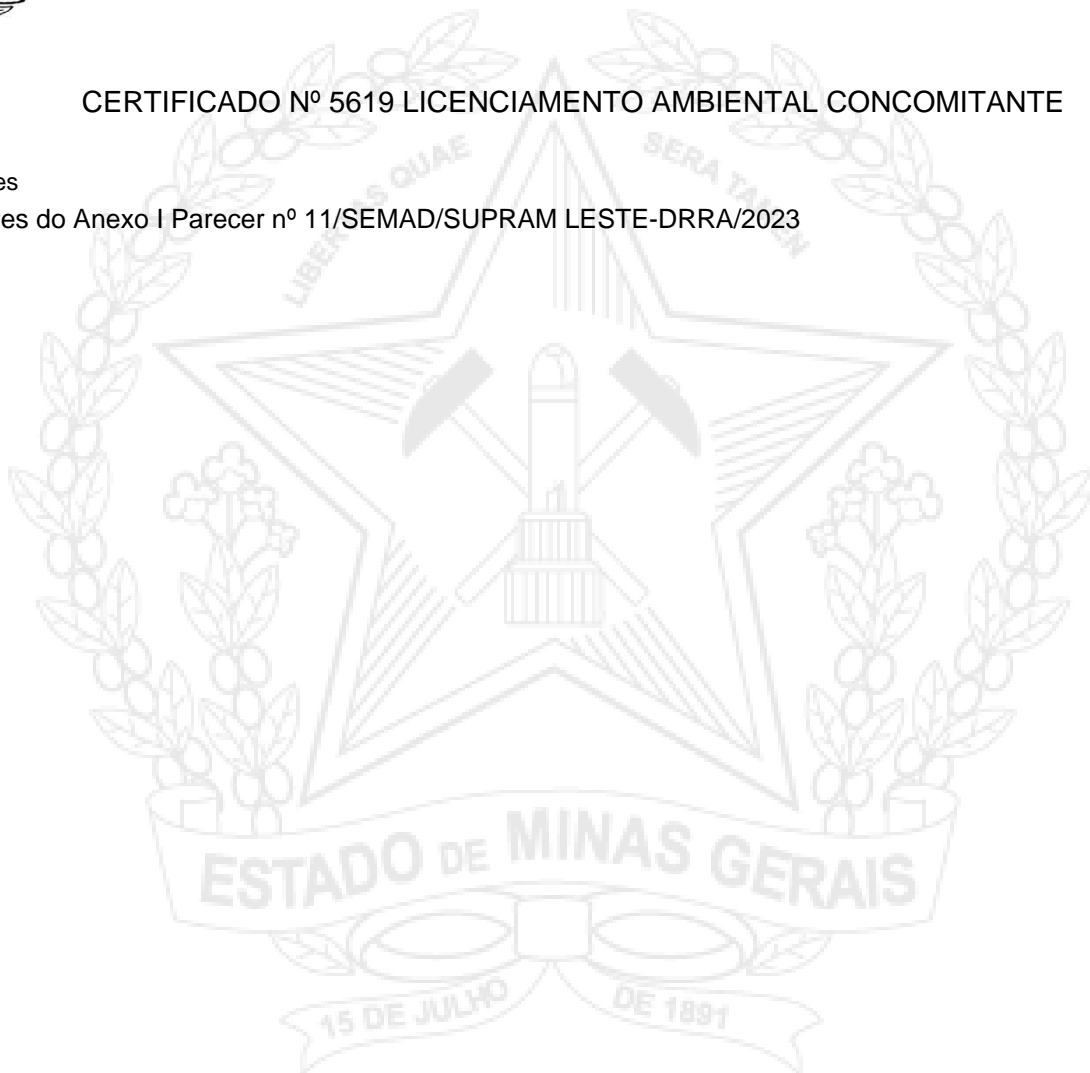 CERTIFICADO Nº 5619 LICENCIAMENTO AMBIENTAL CONCOMITANTE
es
es do Anexo I Parecer nº 11/SEMAD/SUPRAM LESTE-DRRA/2023
LIBERTAS QUAE SERA TAMEN
ESTADO DE MINAS GERAIS
15 DE JULHO DE 1891